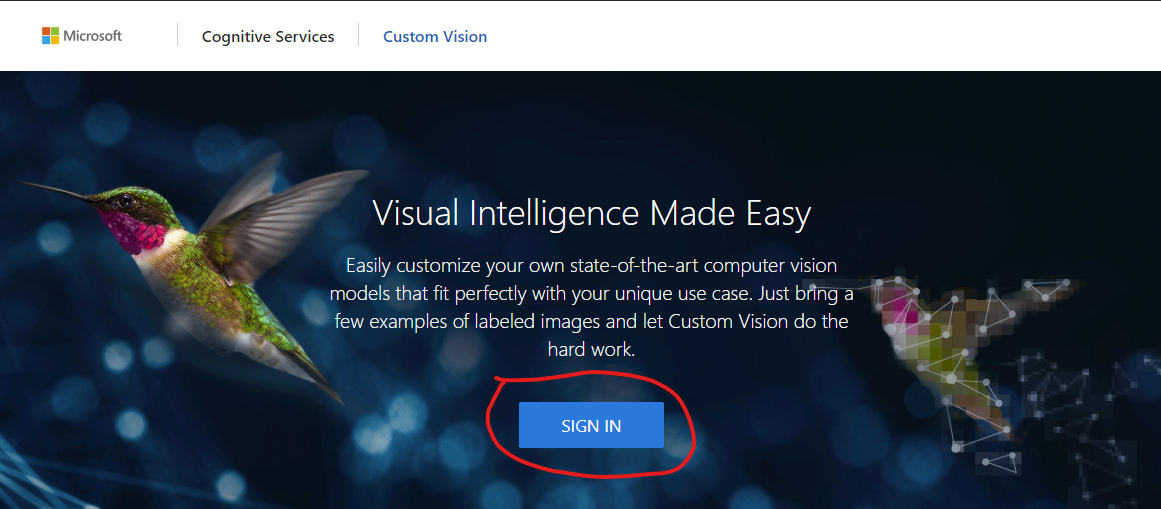 Microsoft Cognitive Services Custom Vision
Visual Intelligence Made Easy
Easily customize your own state-of-the-art computer vision
models that fit perfectly with your unique use case. Just bring a
few examples of labeled images and let Custom Vision do the
hard work.
SIGN IN